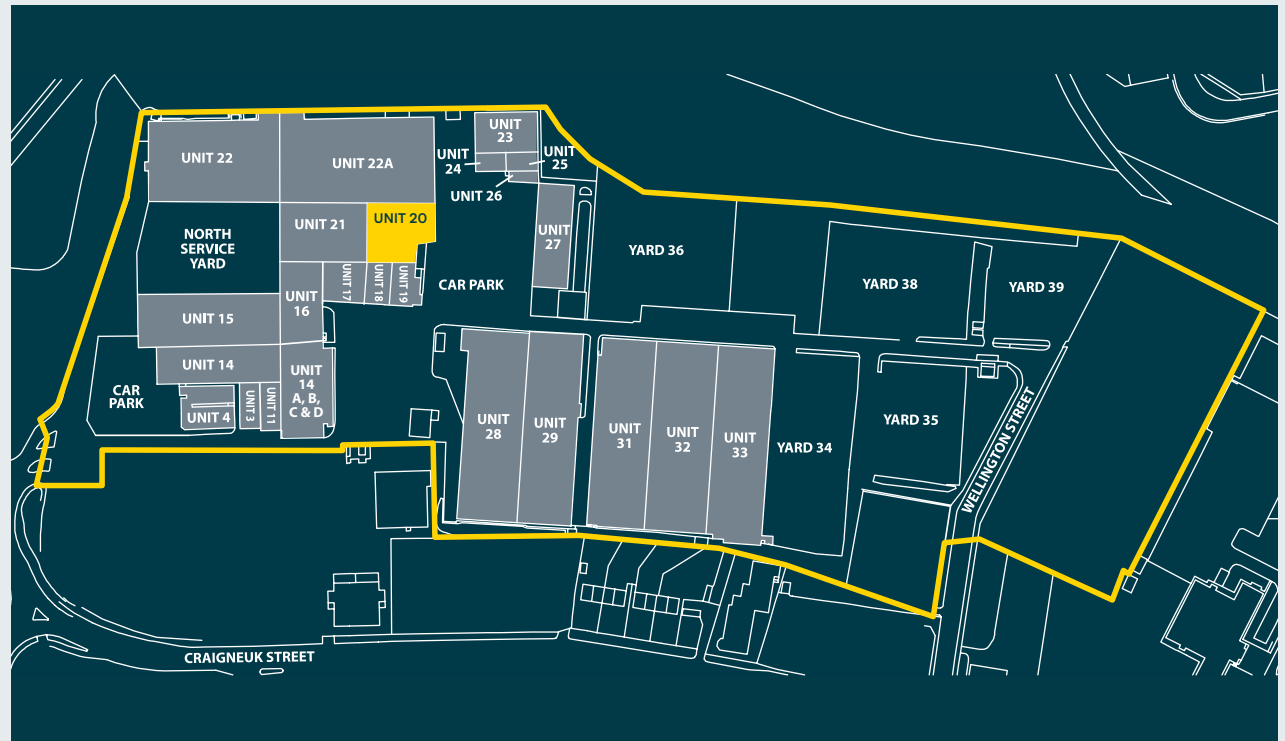 UNIT
23
UNIT 22
UNIT 22A
UNIT
24
UNIT
25
UNIT 26
UNIT 21
UNIT 20
NORTH
SERVICE
YARD
UNIT
27
YARD 36
YARD 38
YARD 39
UNIT
16
UNIT 17
UNIT 18
UNIT 19
CAR PARK
UNIT 15
UNIT 14
UNIT
14
A, B,
C & D
CAR
PARK
UNIT 4
UNIT 3
UNIT 11
UNIT
28
UNIT
29
UNIT
31
UNIT
32
UNIT
33
YARD 34
YARD 35
WELLINGTON STREET
CRAIGNEUK STREET